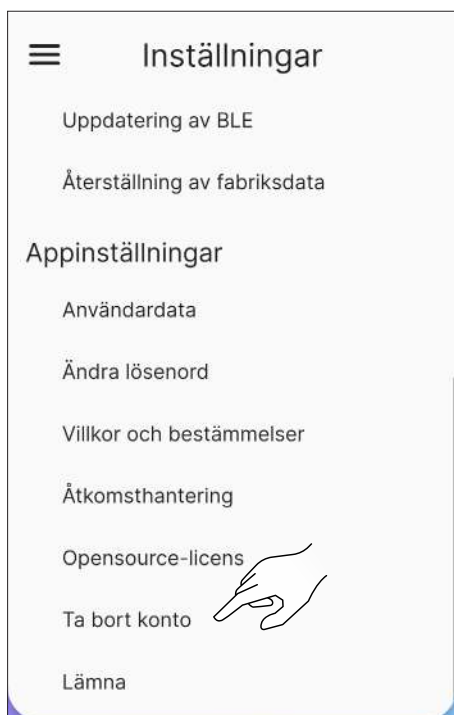 Inställningar
Uppdatering av BLE
Återställning av fabriksdata
Appinställningar
Användardata
Ändra lösenord
Villkor och bestämmelser
Åtkomsthantering
Opensource-licens
Ta bort konto
Lämna